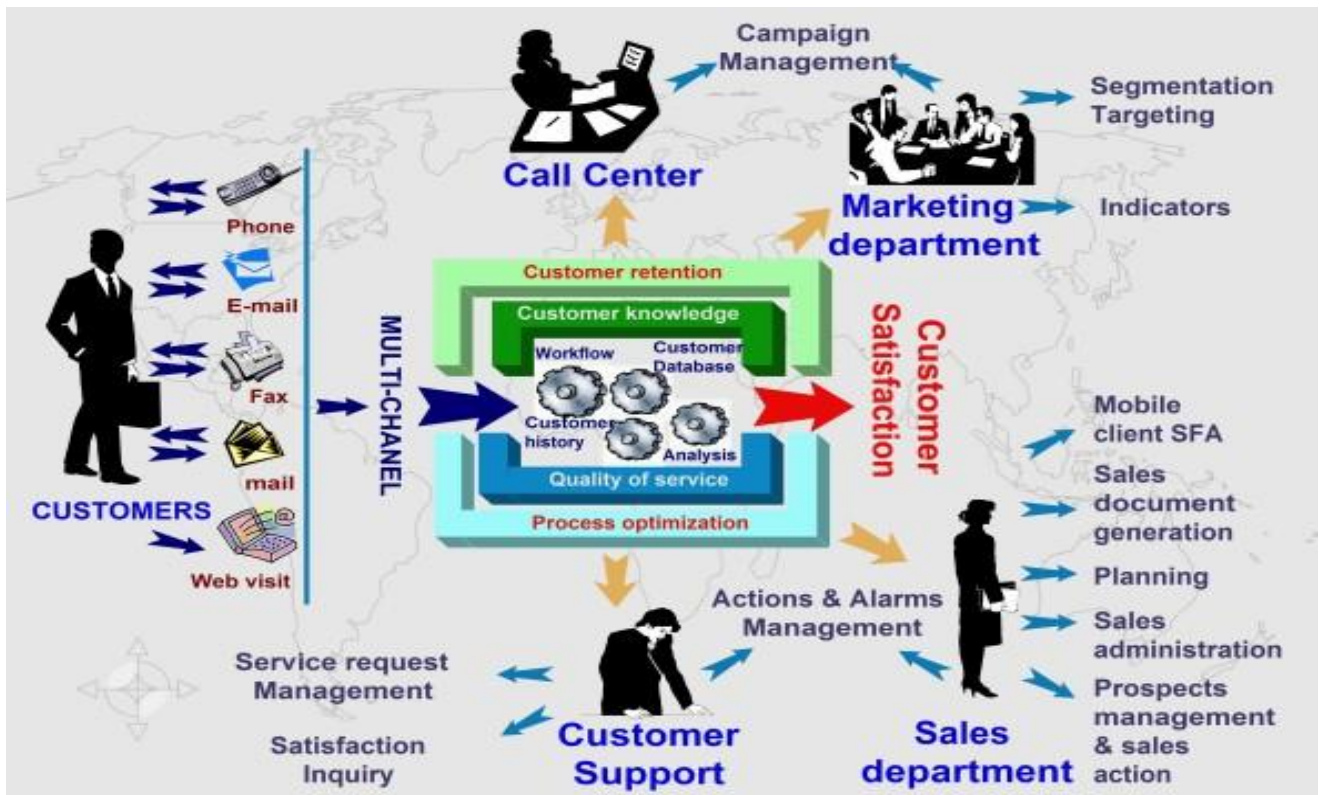 Campaign
Management
Segmentation
Targeting
Call Center
Marketing
department
Indicators
Phone
E-mail
Fax
mail
Web visit
CUSTOMERS
MULTI-CHANEL
Customer retention
Customer knowledge
Workflow
Customer
Database
Customer
history
Analysis
Quality of service
Process optimization
Customer
Satisfaction
Mobile
client SFA
Sales
document
generation
Planning
Sales
administration
Prospects
management
& sales
action
Actions & Alarms
Management
Service request
Management
Satisfaction
Inquiry
Customer
Support
Sales
department